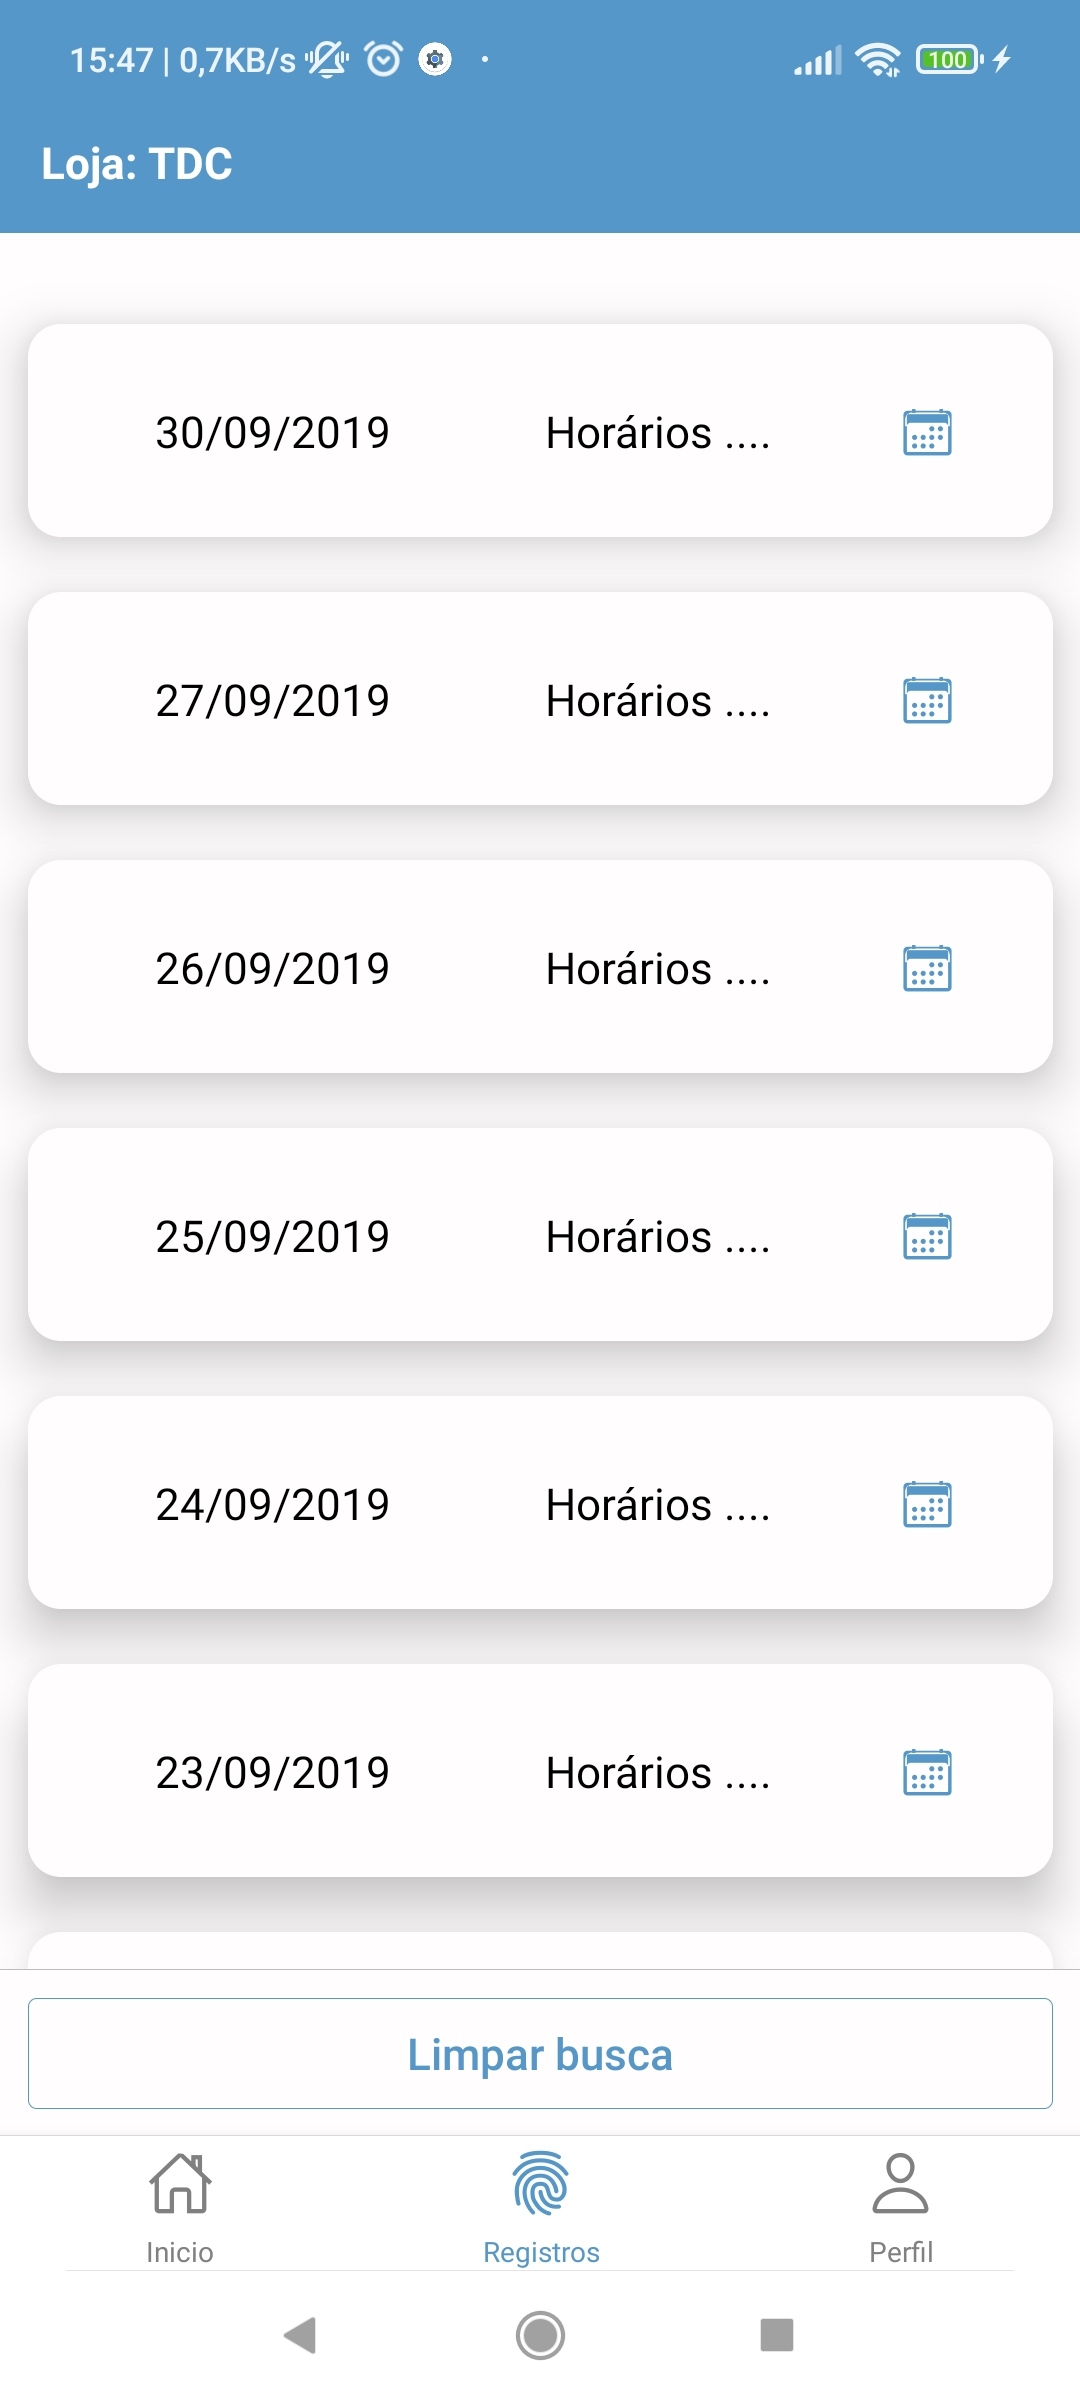 15:47 | 0,7KB/s
100
Loja: TDC
30/09/2019 Horários ....
27/09/2019 Horários ....
26/09/2019 Horários ....
25/09/2019 Horários ....
24/09/2019 Horários ....
23/09/2019 Horários ....
Limpar busca
Inicio Registros Perfil